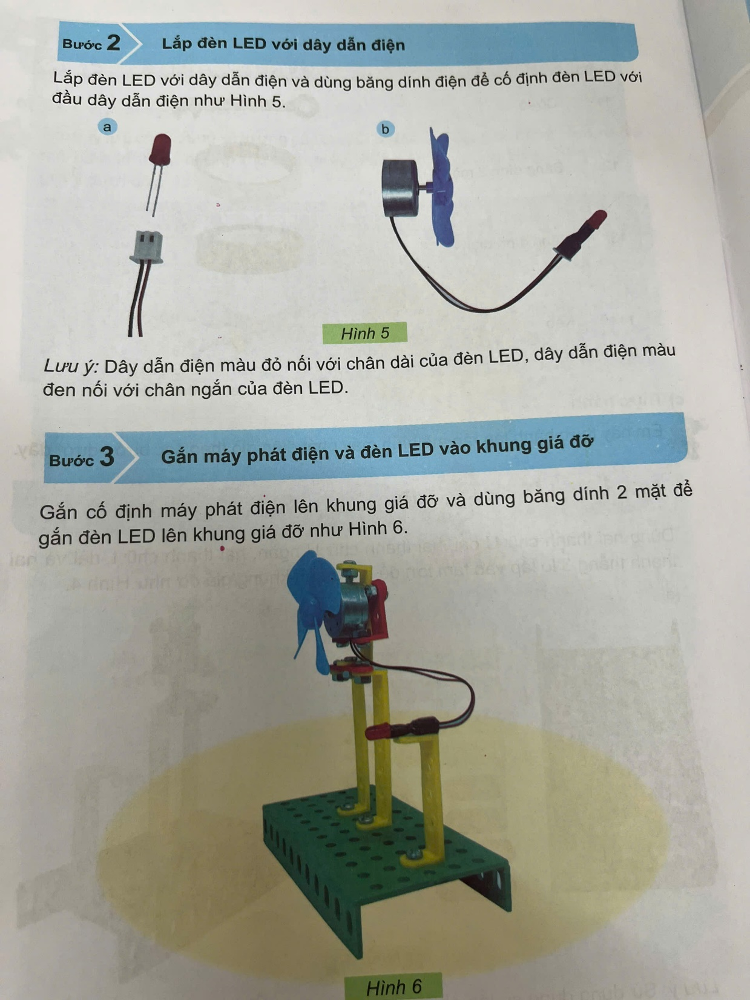 Bước 2 Lắp đèn LED với dây dẫn điện
Lắp đèn LED với dây dẫn điện và dùng băng dính điện để cố định đèn LED với
đầu dây dẫn điện như Hình 5.
a
b
Hình 5
Lưu ý: Dây dẫn điện màu đỏ nối với chân dài của đèn LED, dây dẫn điện màu
đen nối với chân ngắn của đèn LED.
Bước 3 Gắn máy phát điện và đèn LED vào khung giá đỡ
Gắn cố định máy phát điện lên khung giá đỡ và dùng băng dính 2 mặt để
gắn đèn LED lên khung giá đỡ như Hình 6.
Hình 6